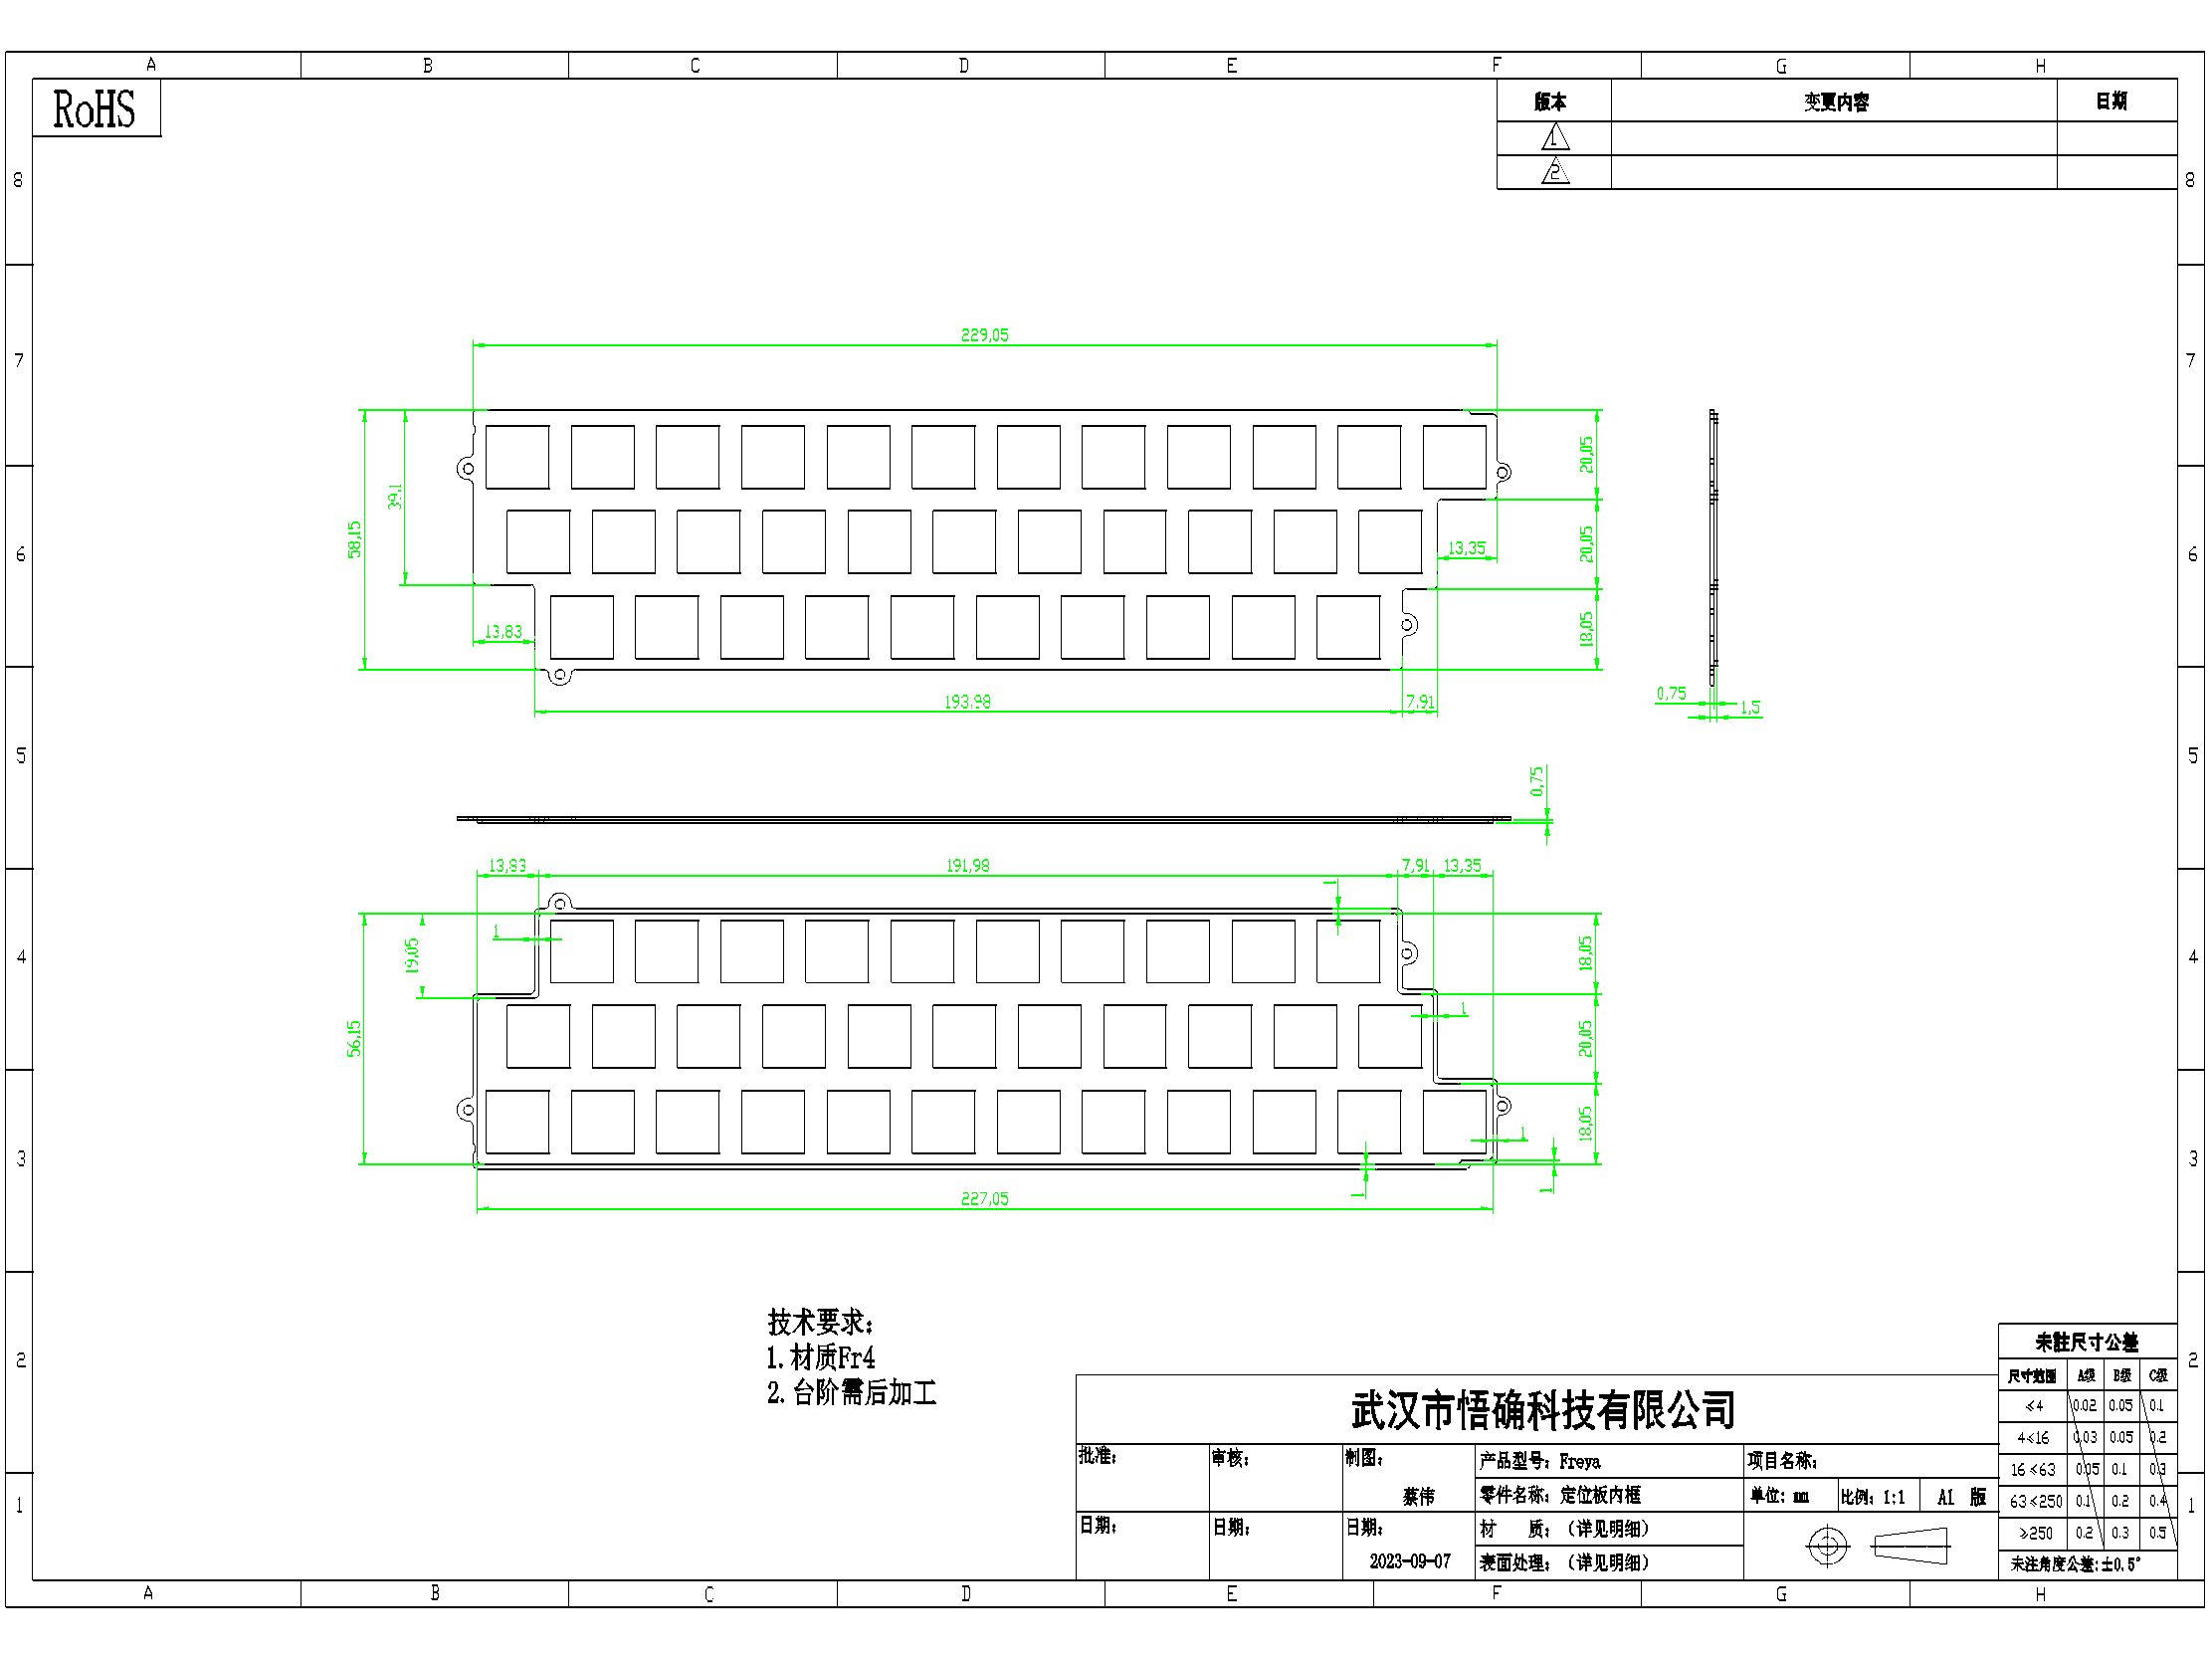 A B C D E F G H
RoHS
版本 变更内容 日期
1
2
8 8
7 7
6 6
5 5
4 4
3 3
2 2
1 1
229,05
58,15
39,1
13,83
193,98
7,91
13,35
20,05
20,05
18,05
0,75
1,5
0,75
13,83 191,98 7,91 13,35
1
1
19,05
56,15
18,05
20,05
18,05
1
1
1
1
227,05
技术要求:
1.材质Fr4
2.台阶需后加工
未註尺寸公差
尺寸范围 A级 B级 C级
≤4 0.02 0.05 0.1
4≤16 0.03 0.05 0.2
16≤63 0.05 0.1 0.3
63≤250 0.1 0.2 0.4
≥250 0.2 0.3 0.5
未注角度公差:±0.5°
武汉市悟确科技有限公司
批准: 审核: 制图: 蔡伟
产品型号: Freya 项目名称:
零件名称: 定位板内框 单位: mm 比例: 1:1 A1 版
日期: 日期: 日期: 2023-09-07
材 质: (详见明细)
表面处理: (详见明细)
A B C D E F G H